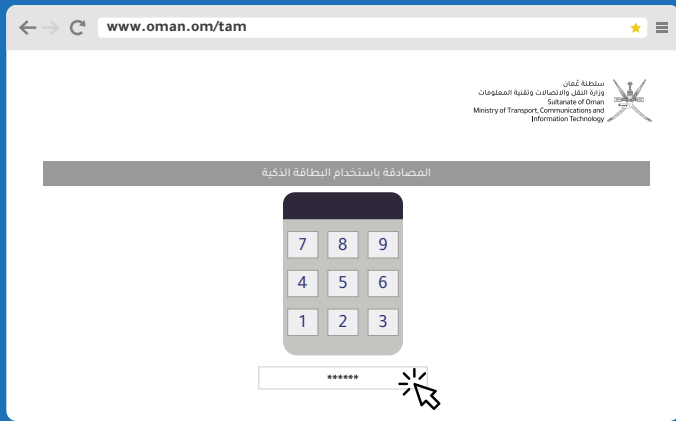 www.oman.om/tam
سلطنة عُمان
وزارة النقل والاتصالات وتقنية المعلومات
Sultanate of Oman
Ministry of Transport, Communications and
Information Technology
المصادقة باستخدام البطاقة الذكية
7 8 9
4 5 6
1 2 3
******